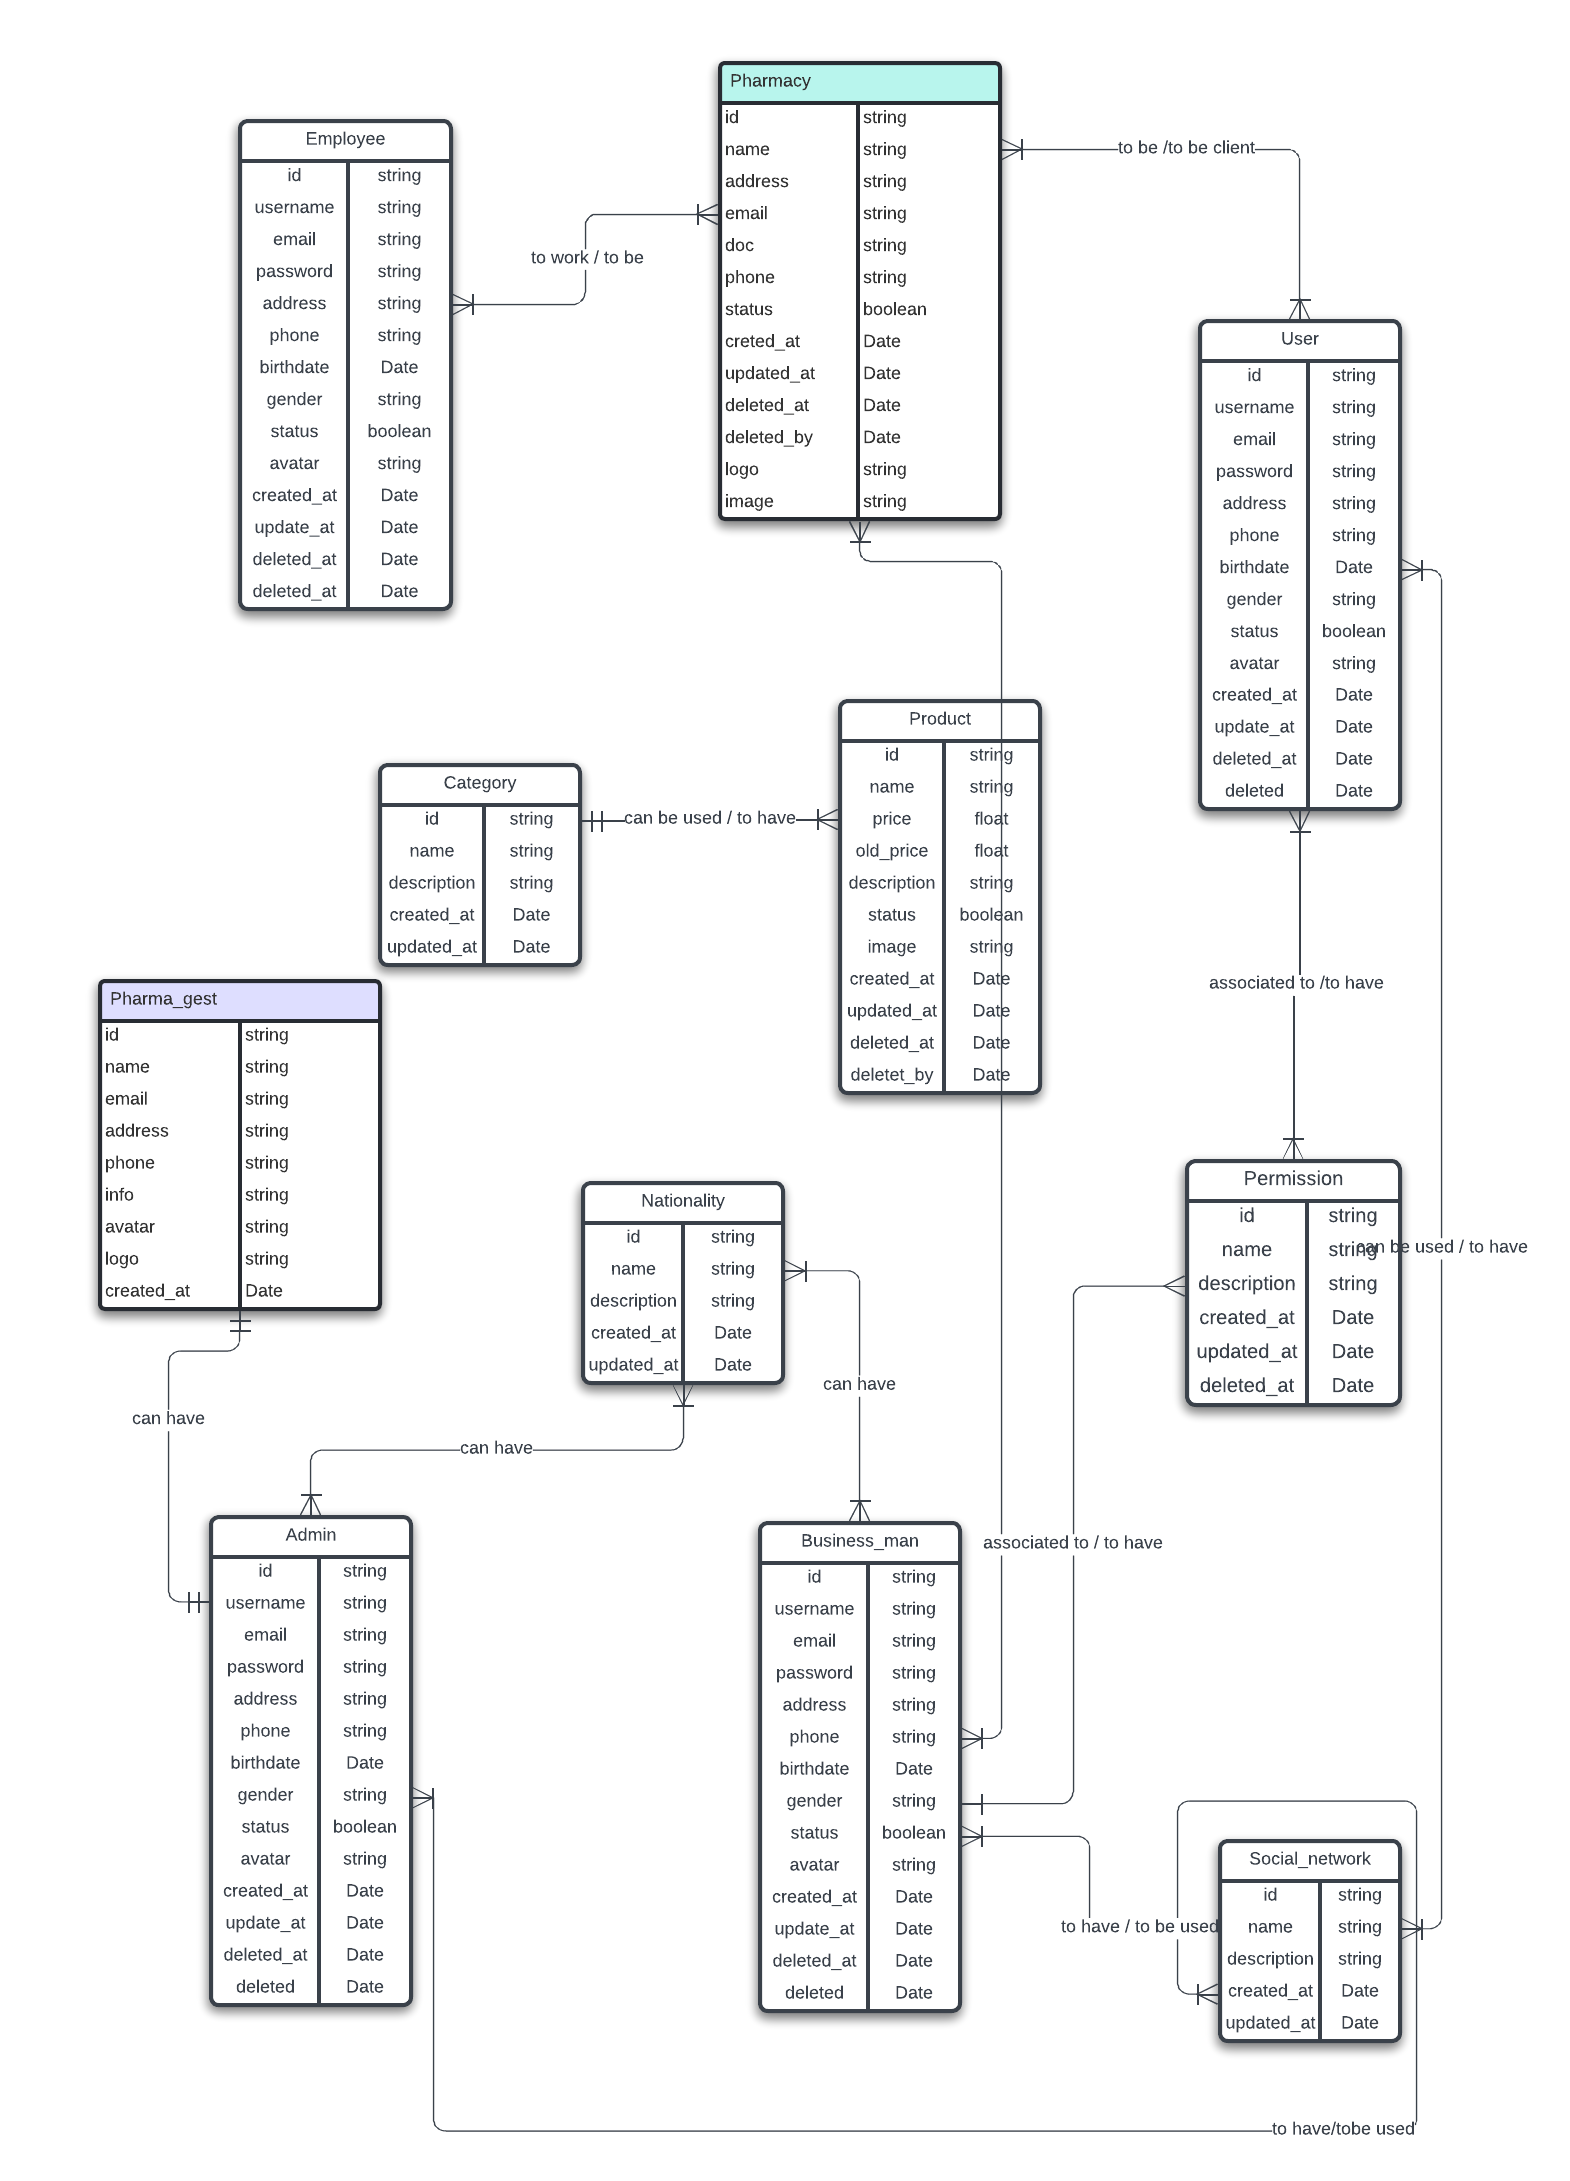 Pharmacy
id string
name string
address string
email string
doc string
phone string
status boolean
creted_at Date
updated_at Date
deleted_at Date
deleted_by Date
logo string
image string
Employee
id string
username string
email string
password string
address string
phone string
birthdate Date
gender string
status boolean
avatar string
created_at Date
update_at Date
deleted_at Date
deleted_at Date
to work / to be
to be /to be client
User
id string
username string
email string
password string
address string
phone string
birthdate Date
gender string
status boolean
avatar string
created_at Date
update_at Date
deleted_at Date
deleted Date
Product
id string
name string
price float
old_price float
description string
status boolean
image string
created_at Date
updated_at Date
deleted_at Date
deletet_by Date
Category
id string
name string
description string
created_at Date
updated_at Date
can be used / to have
associated to /to have
Pharma_gest
id string
name string
email string
address string
phone string
info string
avatar string
logo string
created_at Date
Nationality
id string
name string
description string
created_at Date
updated_at Date
Permission
id string
name string
description string
created_at Date
updated_at Date
deleted_at Date
can be used / to have
can have
can have
can have
Admin
id string
username string
email string
password string
address string
phone string
birthdate Date
gender string
status boolean
avatar string
created_at Date
update_at Date
deleted_at Date
deleted Date
Business_man
id string
username string
email string
password string
address string
phone string
birthdate Date
gender string
status boolean
avatar string
created_at Date
update_at Date
deleted_at Date
deleted Date
associated to / to have
to have / to be used
Social_network
id string
name string
description string
created_at Date
updated_at Date
to have/tobe used